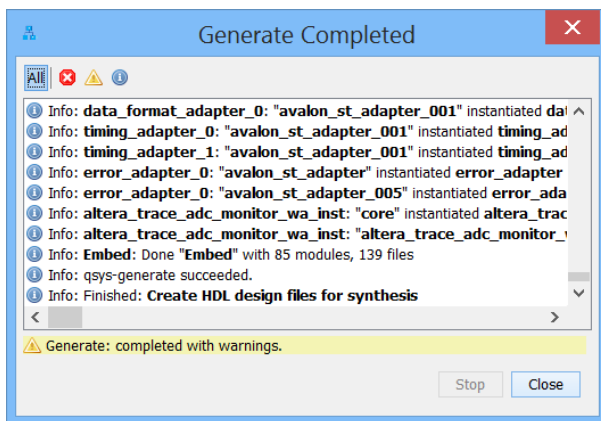 Generate Completed
All
Info: data_format_adapter_0: "avalon_st_adapter_001" instantiated
Info: timing_adapter_0: "avalon_st_adapter_001" instantiated timing_ad
Info: timing_adapter_1: "avalon_st_adapter_001" instantiated timing_ad
Info: error_adapter_0: "avalon_st_adapter" instantiated error_adapter
Info: error_adapter_0: "avalon_st_adapter_005" instantiated error_ada
Info: altera_trace_adc_monitor_wa_inst: "core" instantiated altera_trac
Info: altera_trace_adc_monitor_wa_inst: "altera_trace_adc_monitor_
Info: Embed: Done "Embed" with 85 modules, 139 files
Info: qsys-generate succeeded.
Info: Finished: Create HDL design files for synthesis
Generate: completed with warnings.
Stop
Close